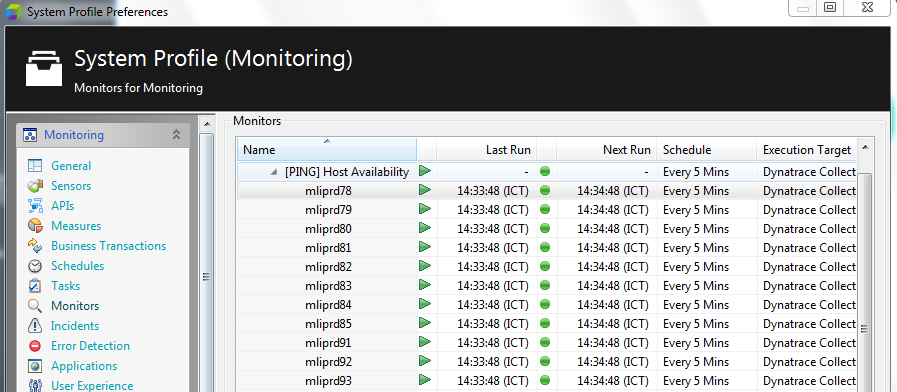 System Profile Preferences
System Profile (Monitoring)
Monitors for Monitoring
Monitoring
General
Sensors
APIs
Measures
Business Transactions
Schedules
Tasks
Monitors
Incidents
Error Detection
Applications
User Experience
Monitors
Name Last Run Next Run Schedule Execution Target
[PING] Host Availability - - Every 5 Mins Dynatrace Collect
mliprd78 14:33:48 (ICT) 14:34:48 (ICT) Every 5 Mins Dynatrace Collect
mliprd79 14:33:48 (ICT) 14:34:48 (ICT) Every 5 Mins Dynatrace Collect
mliprd80 14:33:48 (ICT) 14:34:48 (ICT) Every 5 Mins Dynatrace Collect
mliprd81 14:33:48 (ICT) 14:34:48 (ICT) Every 5 Mins Dynatrace Collect
mliprd82 14:33:48 (ICT) 14:34:48 (ICT) Every 5 Mins Dynatrace Collect
mliprd83 14:33:48 (ICT) 14:34:48 (ICT) Every 5 Mins Dynatrace Collect
mliprd84 14:33:48 (ICT) 14:34:48 (ICT) Every 5 Mins Dynatrace Collect
mliprd85 14:33:48 (ICT) 14:34:48 (ICT) Every 5 Mins Dynatrace Collect
mliprd91 14:33:48 (ICT) 14:34:48 (ICT) Every 5 Mins Dynatrace Collect
mliprd92 14:33:48 (ICT) 14:34:48 (ICT) Every 5 Mins Dynatrace Collect
mliprd93 14:33:48 (ICT) 14:34:48 (ICT) Every 5 Mins Dynatrace Collect